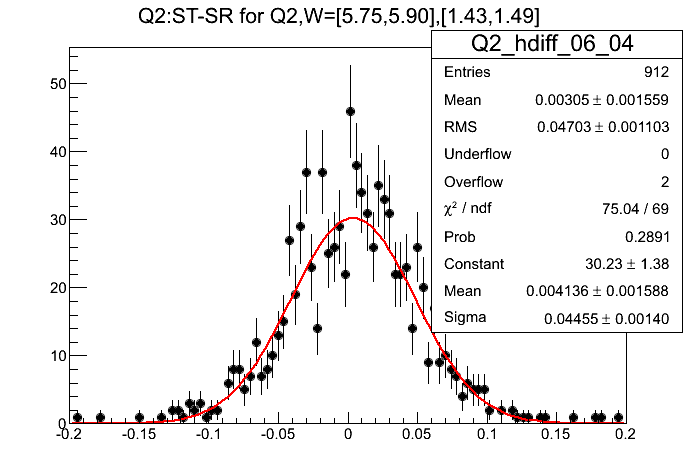 Q2:ST-SR for Q2,W=[5.75,5.90],[1.43,1.49]
Q2_hdiff_06_04
Entries 912
Mean 0.00305 ± 0.001559
RMS 0.04703 ± 0.001103
Underflow 0
Overflow 2
χ² / ndf 75.04 / 69
Prob 0.2891
Constant 30.23 ± 1.38
Mean 0.004136 ± 0.001588
Sigma 0.04455 ± 0.00140
50
40
30
20
10
0
-0.2 -0.15 -0.1 -0.05 0 0.05 0.1 0.15 0.2